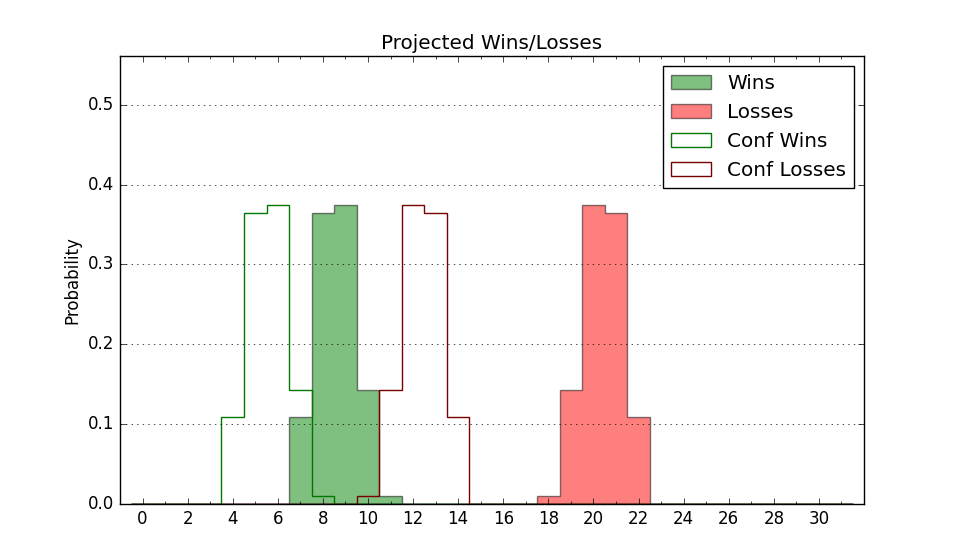 Projected Wins/Losses
Wins
Losses
Conf Wins
Conf Losses
Probability
0.5
0.4
0.3
0.2
0.1
0.0
0 2 4 6 8 10 12 14 16 18 20 22 24 26 28 30